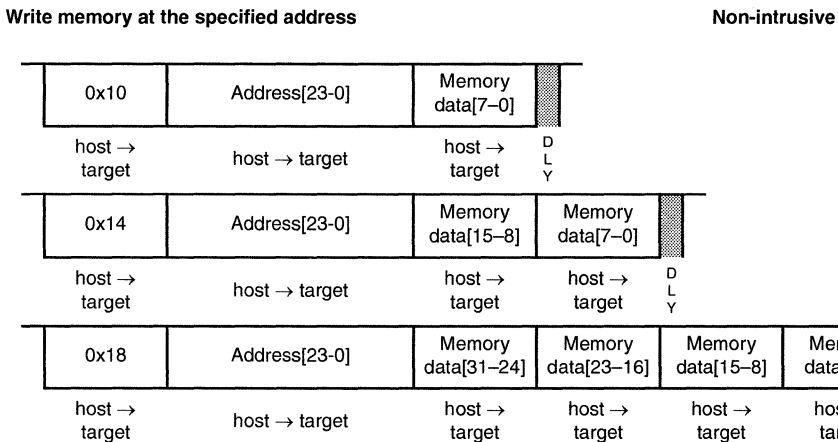 Write memory at the specified address Non-intrusive
0x10 Address[23-0] Memory data[7–0]
host → target host → target host → target D L Y
0x14 Address[23-0] Memory data[15–8] Memory data[7–0]
host → target host → target host → target host → target D L Y
0x18 Address[23-0] Memory data[31–24] Memory data[23–16] Memory data[15–8]
host → target host → target host → target host → target host → target